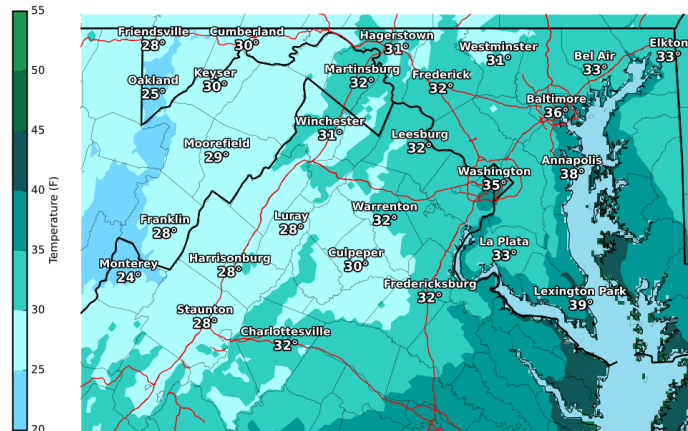 55
50
45
40
35
30
25
20
Temperature (F)
Friendsville
28°
Cumberland
30°
Hagerstown
31°
Westminster
31°
Bel Air
33°
Elkton
33°
Oakland
25°
Keyser
30°
Martinsburg
32°
Frederick
32°
Baltimore
36°
Winchester
31°
Leesburg
32°
Moorefield
29°
Annapolis
38°
Washington
35°
Franklin
28°
Luray
28°
Warrenton
32°
La Plata
33°
Monterey
24°
Harrisonburg
28°
Culpeper
30°
Fredericksburg
32°
Lexington Park
39°
Staunton
28°
Charlottesville
32°